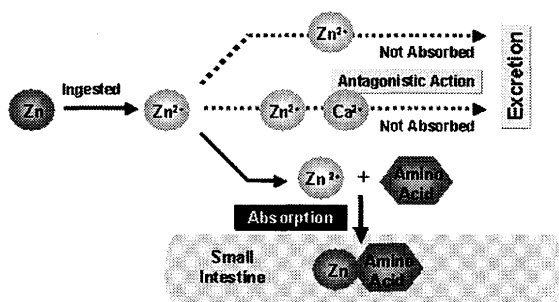 Zn²⁺
Not Absorbed
Ingested
Antagonistic Action
Excretion
Zn
Zn²⁺
Zn²⁺
Ca²⁺
Not Absorbed
Zn²⁺
+
Amino
Acid
Absorption
Small
Intestine
Zn
Amino
Acid